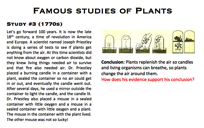 Famous studies of Plants
Study #3 (1770s)
Let's go forward 100 years. It is now the late
18th century, a time of revolution in America
and Europe. A scientist named Joseph Priestley
is doing a series of tests to see if plants get
anything from the air. At this time scientists did
not know about oxygen or carbon dioxide, but
they knew living things needed air to survive
and that fire also needed air. Dr. Priestley
placed a burning candle in a container with a
plant, sealed the container so no air could get
in or out, and eventually the candle went out.
After several days, he used a mirror outside the
container to light the candle, and the candle lit.
Dr. Priestley also placed a mouse in a sealed
container with little oxygen and a mouse in a
sealed container with little oxygen and a plant.
The mouse in the container with the plant lived.
The other mouse was not so lucky!
Conclusion: Plants replenish the air so candles
and living organisms can breathe, so plants
change the air around them.
How does his evidence support his conclusion?